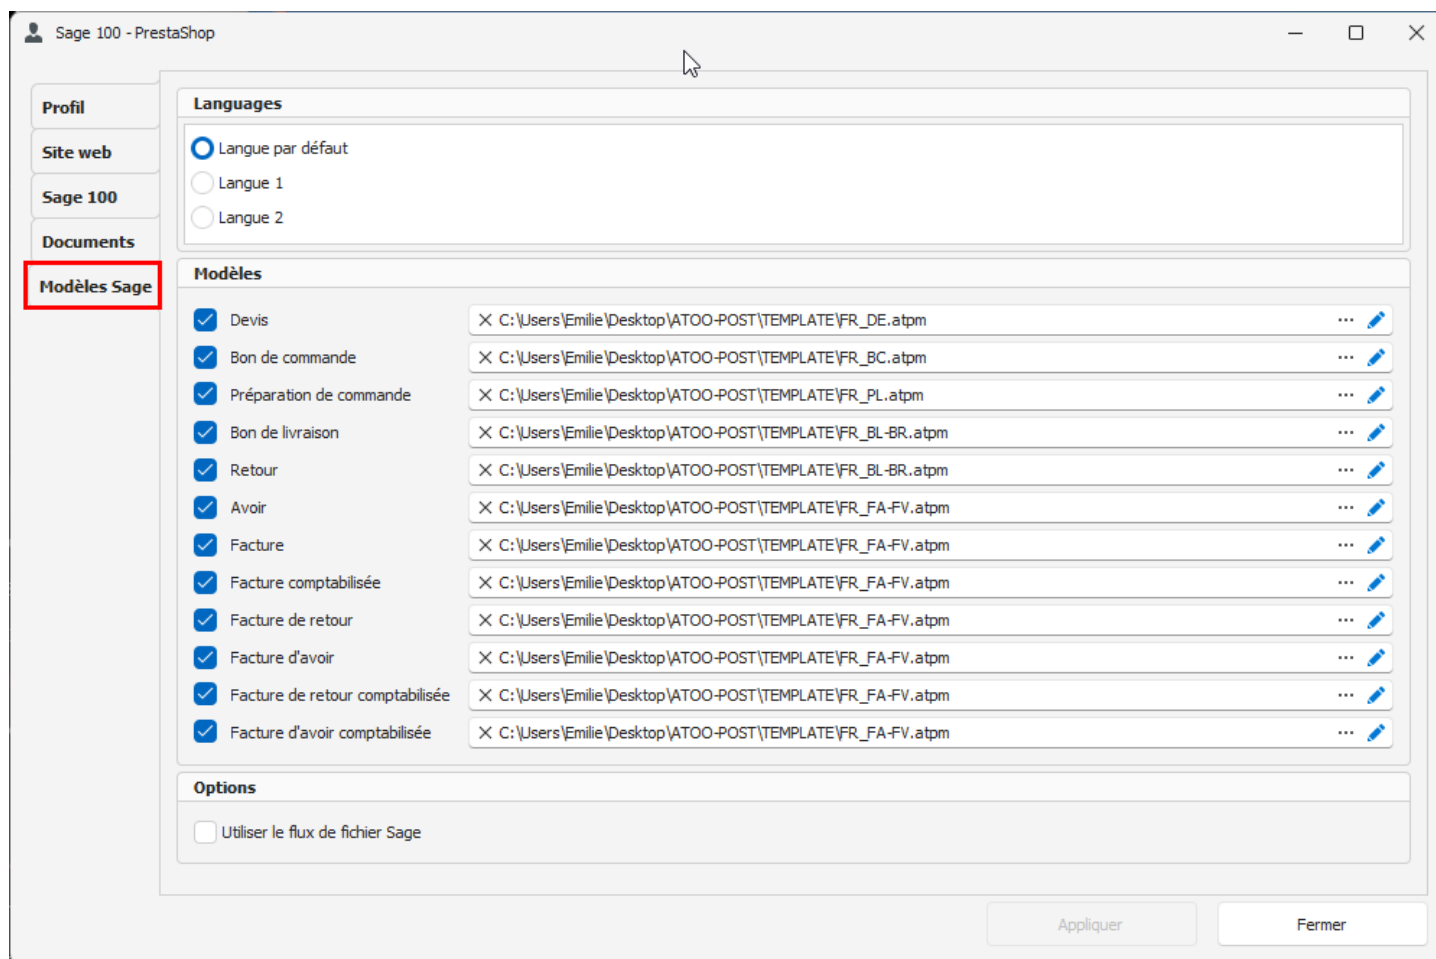 Sage 100 - PrestaShop
Profil
Site web
Sage 100
Documents
Modèles Sage
Languages
Langue par défaut
Langue 1
Langue 2
Modèles
Devis C:\Users\Emilie\Desktop\ATOO-POST\TEMPLATE\FR_DE.atpm
Bon de commande C:\Users\Emilie\Desktop\ATOO-POST\TEMPLATE\FR_BC.atpm
Préparation de commande C:\Users\Emilie\Desktop\ATOO-POST\TEMPLATE\FR_PL.atpm
Bon de livraison C:\Users\Emilie\Desktop\ATOO-POST\TEMPLATE\FR_BL-BR.atpm
Retour C:\Users\Emilie\Desktop\ATOO-POST\TEMPLATE\FR_BL-BR.atpm
Avoir C:\Users\Emilie\Desktop\ATOO-POST\TEMPLATE\FR_FA-FV.atpm
Facture C:\Users\Emilie\Desktop\ATOO-POST\TEMPLATE\FR_FA-FV.atpm
Facture comptabilisée C:\Users\Emilie\Desktop\ATOO-POST\TEMPLATE\FR_FA-FV.atpm
Facture de retour C:\Users\Emilie\Desktop\ATOO-POST\TEMPLATE\FR_FA-FV.atpm
Facture d'avoir C:\Users\Emilie\Desktop\ATOO-POST\TEMPLATE\FR_FA-FV.atpm
Facture de retour comptabilisée C:\Users\Emilie\Desktop\ATOO-POST\TEMPLATE\FR_FA-FV.atpm
Facture d'avoir comptabilisée C:\Users\Emilie\Desktop\ATOO-POST\TEMPLATE\FR_FA-FV.atpm
Options
Utiliser le flux de fichier Sage
Appliquer
Fermer